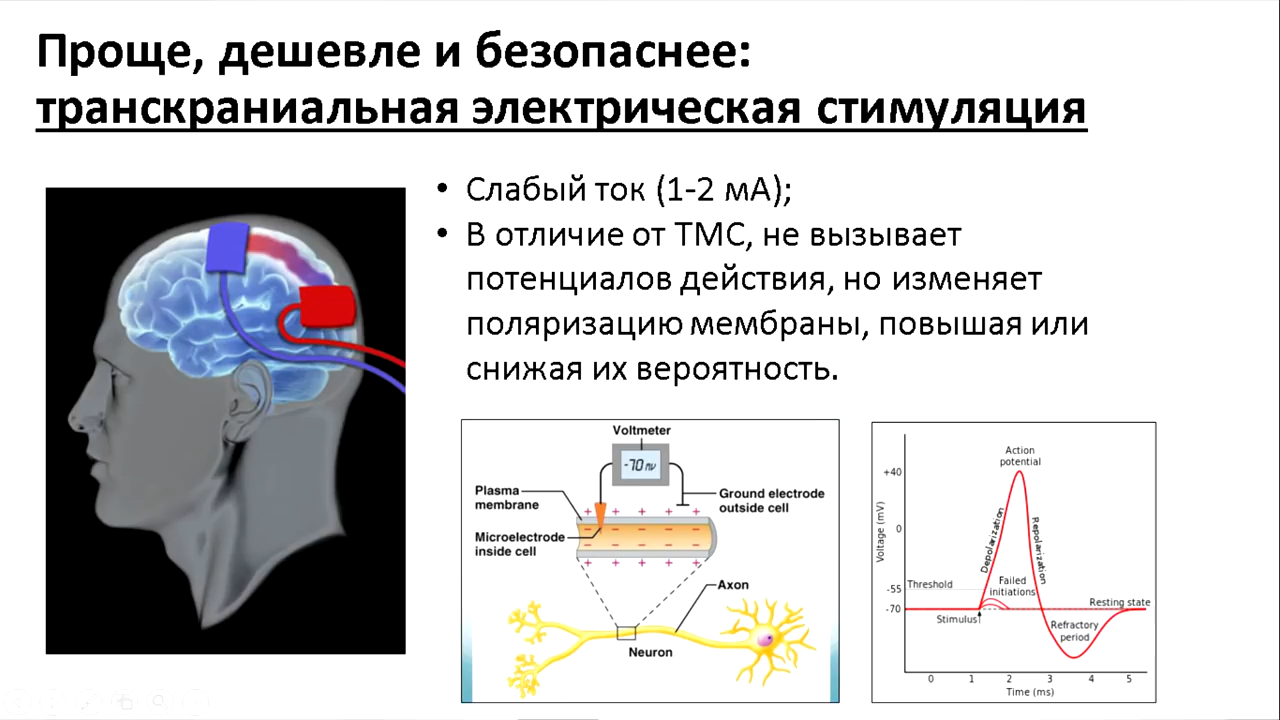 Проще, дешевле и безопаснее:
транскраниальная электрическая стимуляция
• Слабый ток (1-2 мА);
• В отличие от ТМС, не вызывает
потенциалов действия, но изменяет
поляризацию мембраны, повышая или
снижая их вероятность.
Voltmeter
-70 mv
Plasma
membrane
Ground electrode
outside cell
Microelectrode
inside cell
Axon
Neuron
Action
potential
+40
Voltage (mV)
0
Depolarization
Repolarization
Threshold
Failed
initiations
-55
-70
Resting state
Stimulus
Refractory
period
0 1 2 3 4 5
Time (ms)